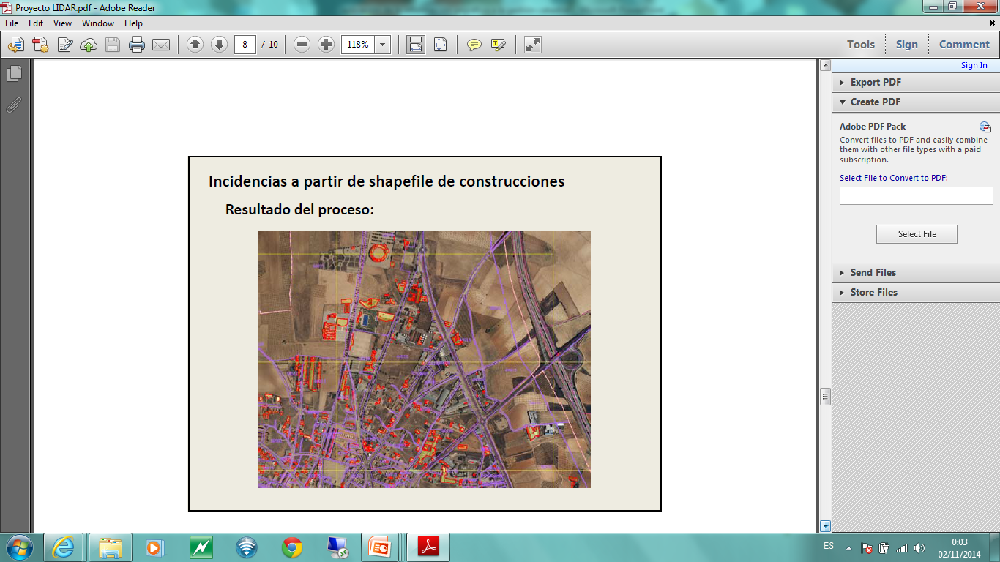 Proyecto LIDAR.pdf - Adobe Reader
File Edit View Window Help
8 / 10
118%
Tools Sign Comment
Sign In
Export PDF
Create PDF
Adobe PDF Pack
Convert files to PDF and easily combine
them with other file types with a paid
subscription.
Select File to Convert to PDF:
Select File
Send Files
Store Files
Incidencias a partir de shapefile de construcciones
Resultado del proceso:
ES
0:03
02/11/2014